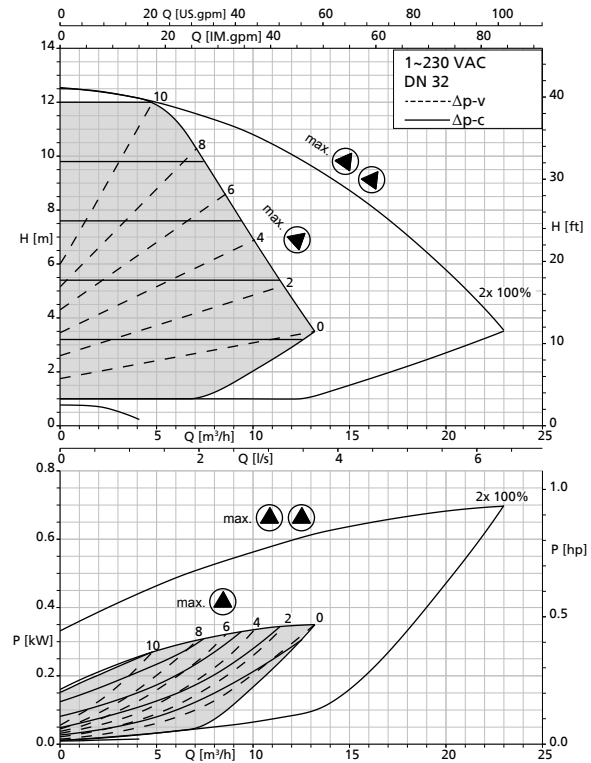 0 20 Q [US.gpm] 40 60 80 100
0 20 Q [IM.gpm] 40 60 80
14
12
10
8
H [m]
6
4
2
0
1~230 VAC
DN 32
Δp-v
Δp-c
40
30
H [ft]
20
10
0
10
8
6
4
2
0
max.
max.
2x 100%
0 5 Q [m³/h] 10 15 20 25
0 2 Q [l/s] 4 6
0.8
0.6
0.4
P [kW]
0.2
0.0
1.0
P [hp]
0.5
0.0
2x 100%
max.
max.
10 8 6 4 2 0
0 5 Q [m³/h] 10 15 20 25